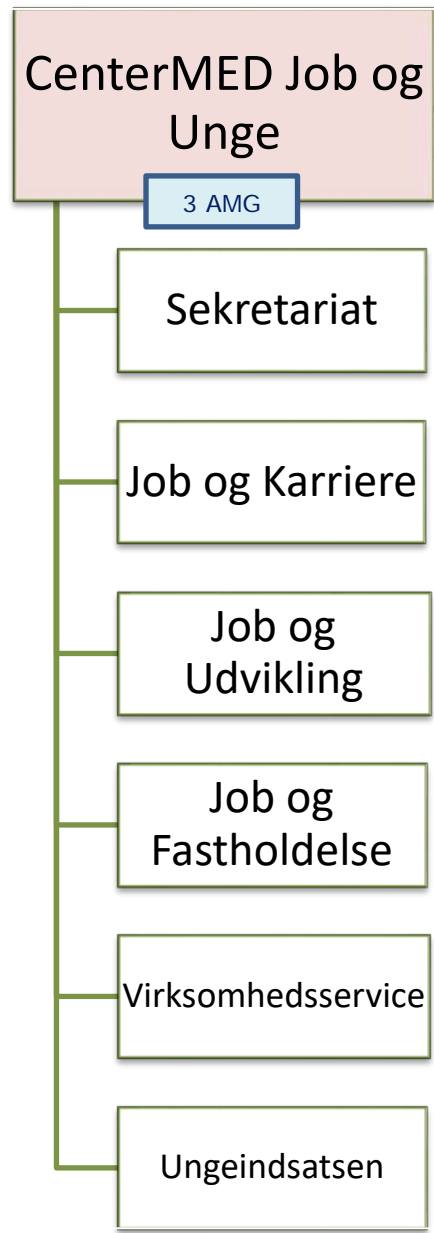 CenterMED Job og
Unge
3 AMG
Sekretariat
Job og Karriere
Job og
Udvikling
Job og
Fastholdelse
Virksomhedsservice
Ungeindsatsen